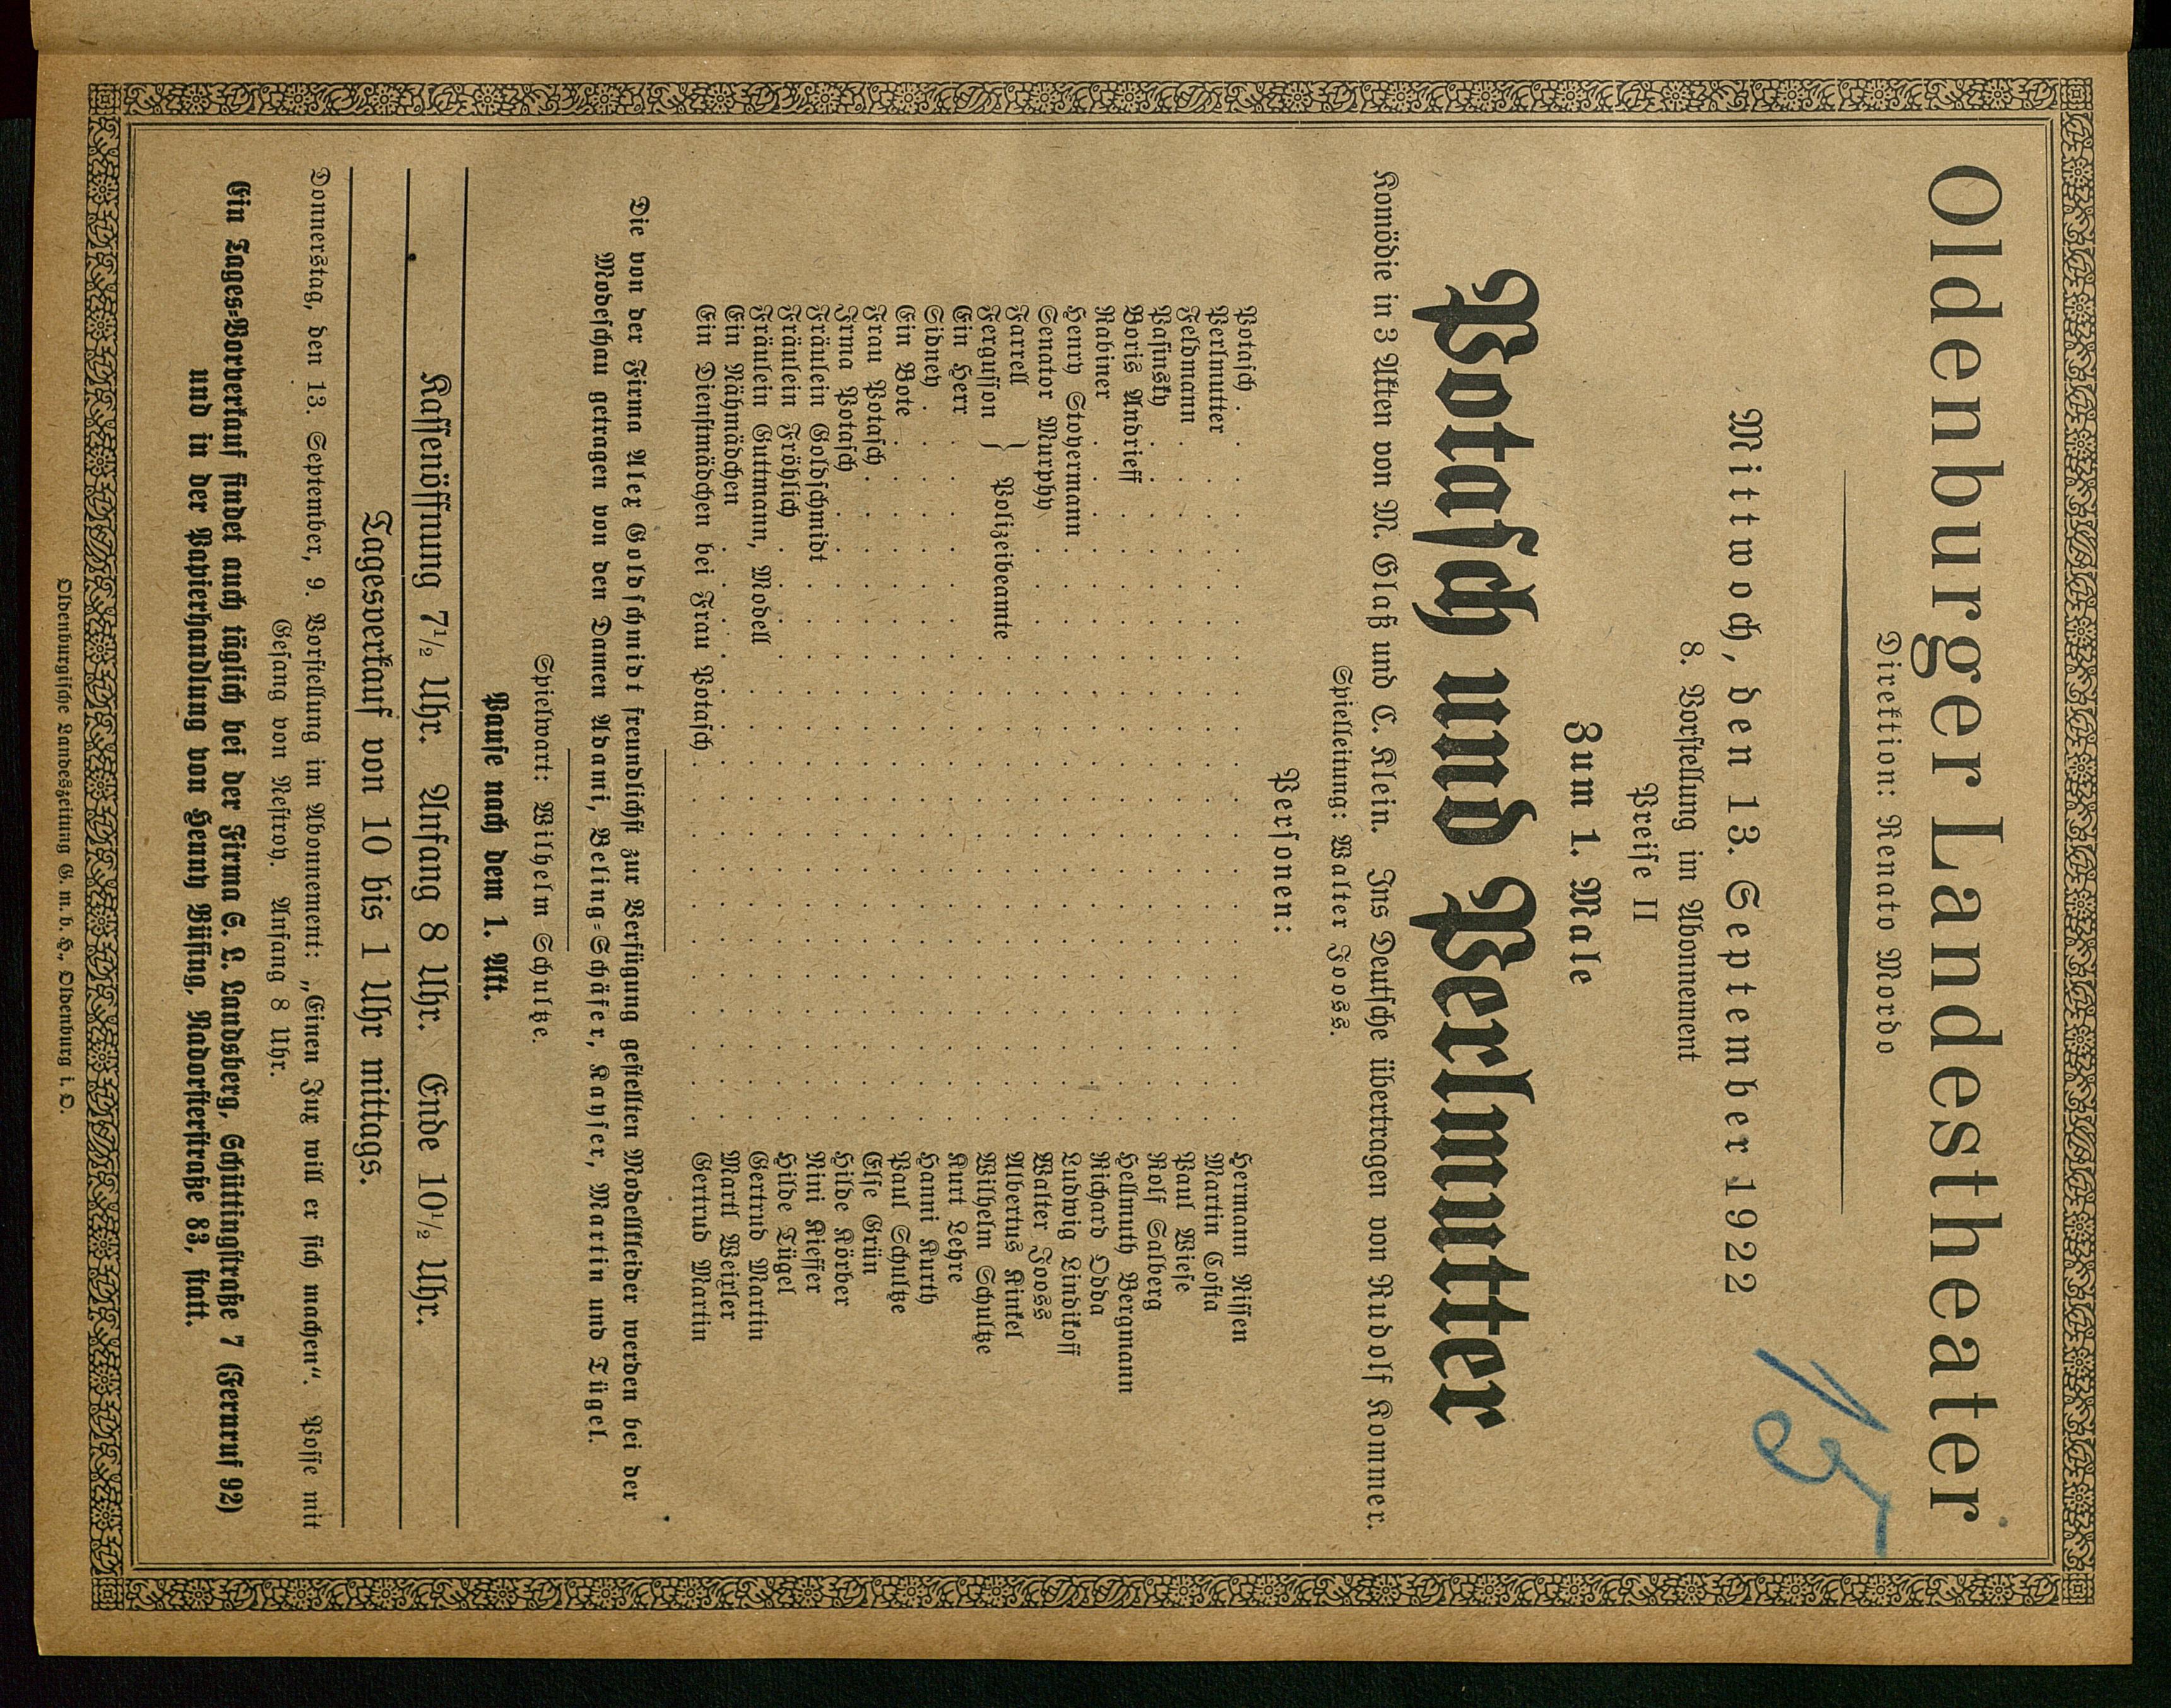 Oldenburger Landestheater
Direktion: Renato Mordo
15
Mittwoch, den 13. September 1922
8. Vorstellung im Abonnement
Preise II
Zum 1. Male
Potasch und Perlmutter
Komödie in 3 Akten von M. Glaß und C. Klein. Ins Deutsche übertragen von Rudolf Kommer.
Spielleitung: Walter Jooss.
Personen:
Potasch . . . . . Hermann Nissen
Perlmutter . . . . . Martin Costa
Feldmann . . . . . Paul Wiese
Pasinsky . . . . . Rolf Salberg
Boris Andrieff . . . . . Hellmuth Bergmann
Rabiner . . . . . Richard Odda
Henry Stovermann . . . . . Ludwig Lindikoff
Senator Murphy . . . . . Walter Jooss
Farrell } Polizeibeamte . . . . . Albertus Kinkel
Fergusson } Polizeibeamte . . . . . Wilhelm Schultze
Ein Herr . . . . . Kurt Lehre
Sidney . . . . . Hanni Kurth
Ein Bote . . . . . Paul Schultze
Frau Potasch . . . . . Else Grün
Irma Potasch . . . . . Hilde Körber
Fräulein Goldschmidt . . . . . Nini Kieffer
Fräulein Fröhlich . . . . . Hilde Tügel
Fräulein Guttmann, Modell . . . . . Gertrud Martin
Ein Nähmädchen . . . . . Martl Weixler
Ein Dienstmädchen bei Frau Potasch . . . . . Gertrud Martin
Die von der Firma Alex Goldschmidt freundlichst zur Verfügung gestellten Modellkleider werden bei der
Modeschau getragen von den Damen Adami, Beling=Schäfer, Kayser, Martin und Tügel.
Spielwart: Wilhelm Schultze.
Pause nach dem 1. Akt.
Kassenöffnung 7½ Uhr. Anfang 8 Uhr. Ende 10½ Uhr.
Tagesverkauf von 10 bis 1 Uhr mittags.
Donnerstag, den 13. September, 9. Vorstellung im Abonnement: „Einen Jux will er sich machen“. Posse mit
Gesang von Nestroy. Anfang 8 Uhr.
Ein Tages=Vorverkauf findet auch täglich bei der Firma S. L. Landsberg, Schüttingstraße 7 (Fernruf 92)
und in der Papierhandlung von Henny Büsing, Nadorsterstraße 83, statt.
Oldenburgische Landeszeitung G. m. b. H., Oldenburg i. O.